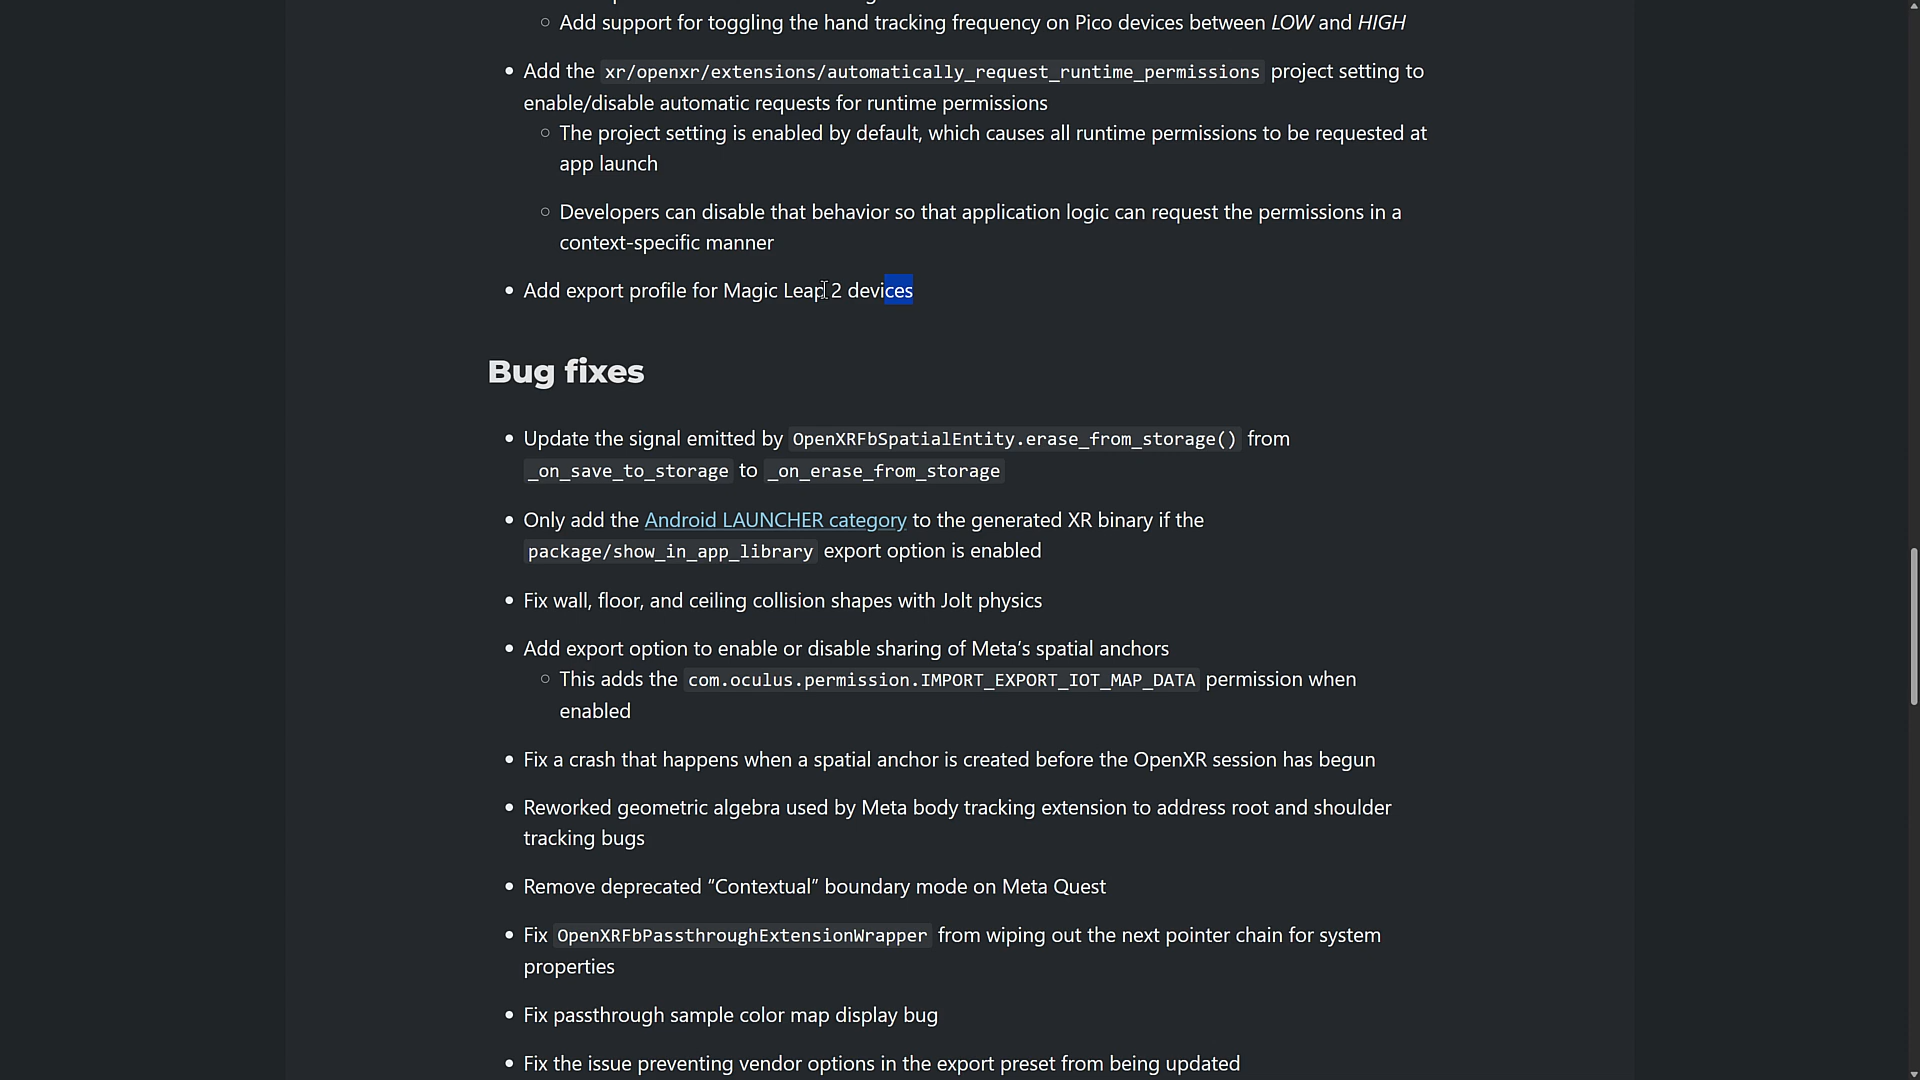 Add support for toggling the hand tracking frequency on Pico devices between LOW and HIGH
Add the xr/openxr/extensions/automatically_request_runtime_permissions project setting to
enable/disable automatic requests for runtime permissions
The project setting is enabled by default, which causes all runtime permissions to be requested at
app launch
Developers can disable that behavior so that application logic can request the permissions in a
context-specific manner
Add export profile for Magic Leap 2 devices
Bug fixes
Update the signal emitted by OpenXRFbSpatialEntity.erase_from_storage() from
_on_save_to_storage to _on_erase_from_storage
Only add the Android LAUNCHER category to the generated XR binary if the
package/show_in_app_library export option is enabled
Fix wall, floor, and ceiling collision shapes with Jolt physics
Add export option to enable or disable sharing of Meta’s spatial anchors
This adds the com.oculus.permission.IMPORT_EXPORT_IOT_MAP_DATA permission when
enabled
Fix a crash that happens when a spatial anchor is created before the OpenXR session has begun
Reworked geometric algebra used by Meta body tracking extension to address root and shoulder
tracking bugs
Remove deprecated “Contextual” boundary mode on Meta Quest
Fix OpenXRFbPassthroughExtensionWrapper from wiping out the next pointer chain for system
properties
Fix passthrough sample color map display bug
Fix the issue preventing vendor options in the export preset from being updated